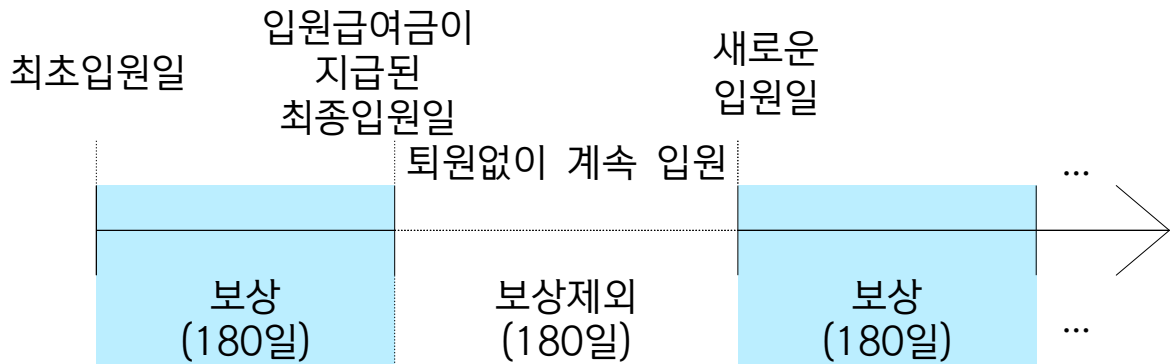 최초입원일
입원급여금이
지급된
최종입원일
새로운
입원일
퇴원없이 계속 입원
...
보상
(180일)
보상제외
(180일)
보상
(180일)
...